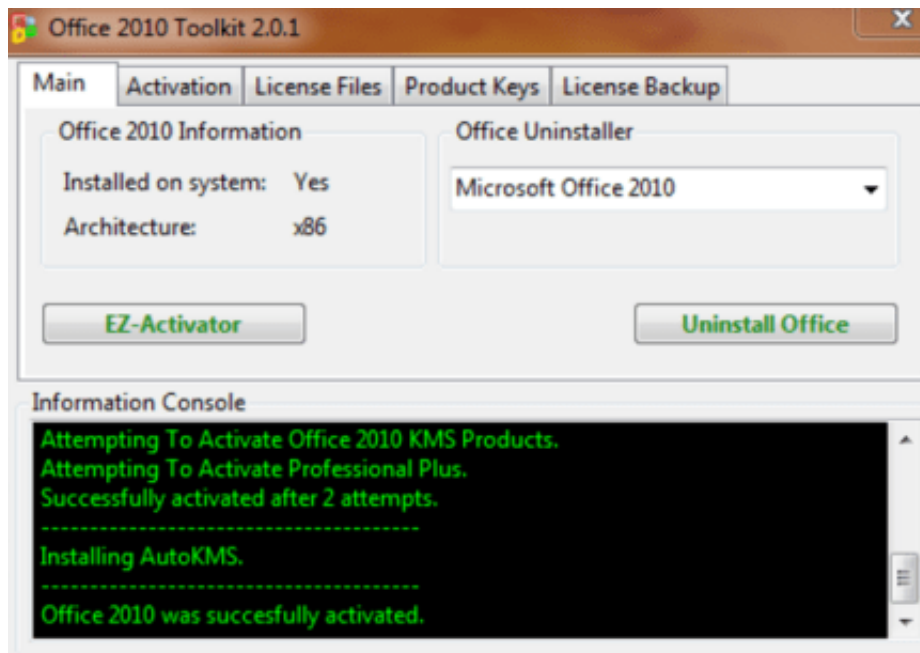 Office 2010 Toolkit 2.0.1
Main Activation License Files Product Keys License Backup
Office 2010 Information
Installed on system: Yes
Architecture: x86
Office Uninstaller
Microsoft Office 2010
EZ-Activator
Uninstall Office
Information Console
Attempting To Activate Office 2010 KMS Products.
Attempting To Activate Professional Plus.
Successfully activated after 2 attempts.
----------------------------------------
Installing AutoKMS.
----------------------------------------
Office 2010 was succesfully activated.